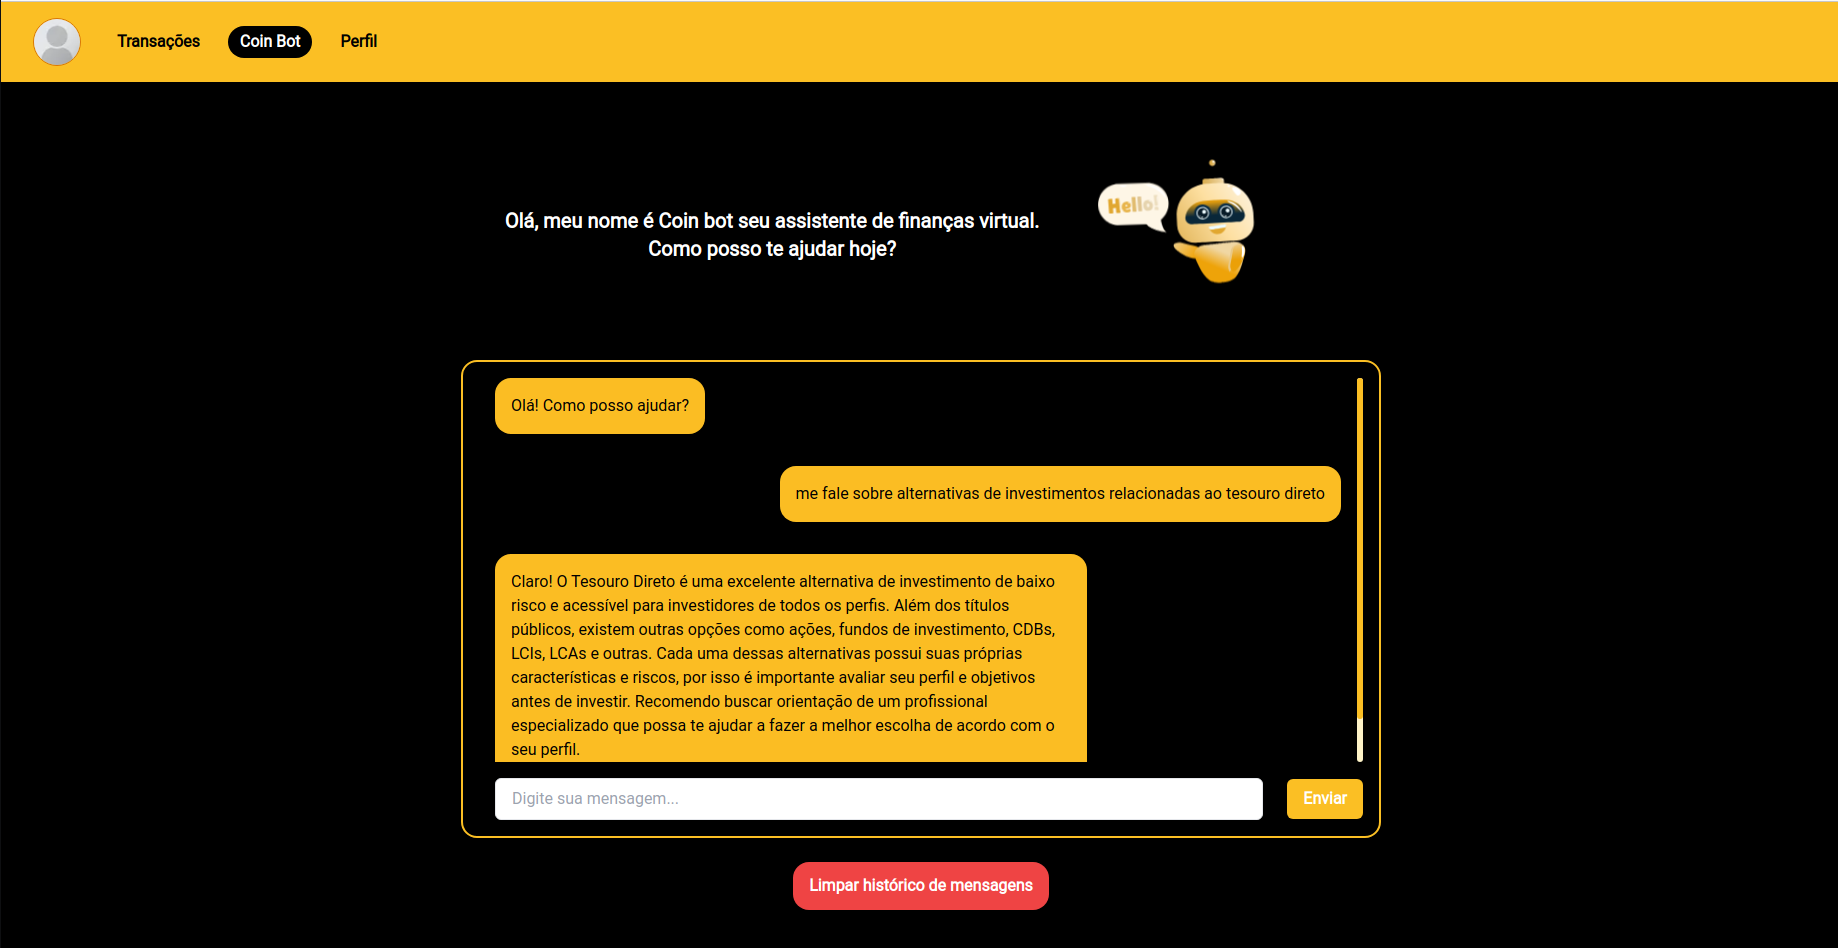 Transações
Coin Bot
Perfil
Olá, meu nome é Coin bot seu assistente de finanças virtual.
Como posso te ajudar hoje?
Hello!
Olá! Como posso ajudar?
me fale sobre alternativas de investimentos relacionadas ao tesouro direto
Claro! O Tesouro Direto é uma excelente alternativa de investimento de baixo
risco e acessível para investidores de todos os perfis. Além dos títulos
públicos, existem outras opções como ações, fundos de investimento, CDBs,
LCIs, LCAs e outras. Cada uma dessas alternativas possui suas próprias
características e riscos, por isso é importante avaliar seu perfil e objetivos
antes de investir. Recomendo buscar orientação de um profissional
especializado que possa te ajudar a fazer a melhor escolha de acordo com o
seu perfil.
Digite sua mensagem...
Enviar
Limpar histórico de mensagens